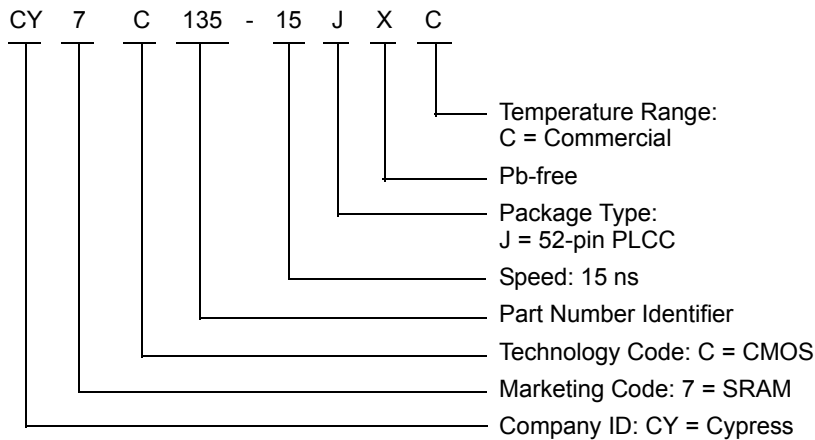 CY 7 C 135 - 15 J X C
Temperature Range:
C = Commercial
Pb-free
Package Type:
J = 52-pin PLCC
Speed: 15 ns
Part Number Identifier
Technology Code: C = CMOS
Marketing Code: 7 = SRAM
Company ID: CY = Cypress